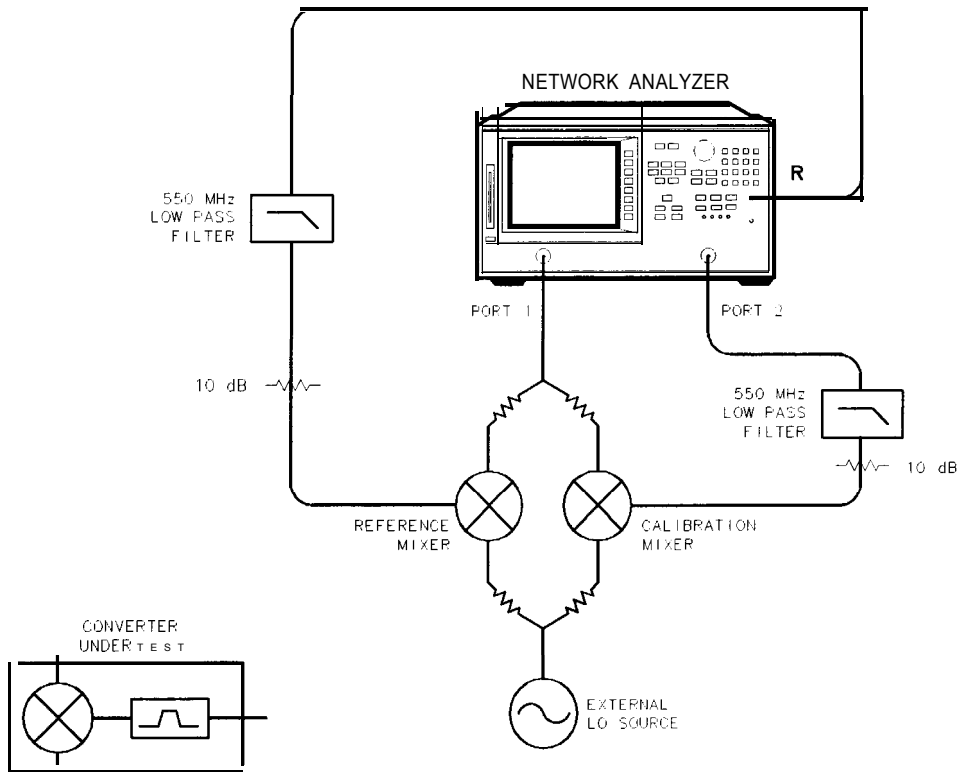 NETWORK ANALYZER
R
550 MHz
LOW PASS
FILTER
PORT 1
PORT 2
10 dB
550 MHz
LOW PASS
FILTER
10 dB
REFERENCE
MIXER
CALIBRATION
MIXER
CONVERTER
UNDER TEST
EXTERNAL
LO SOURCE